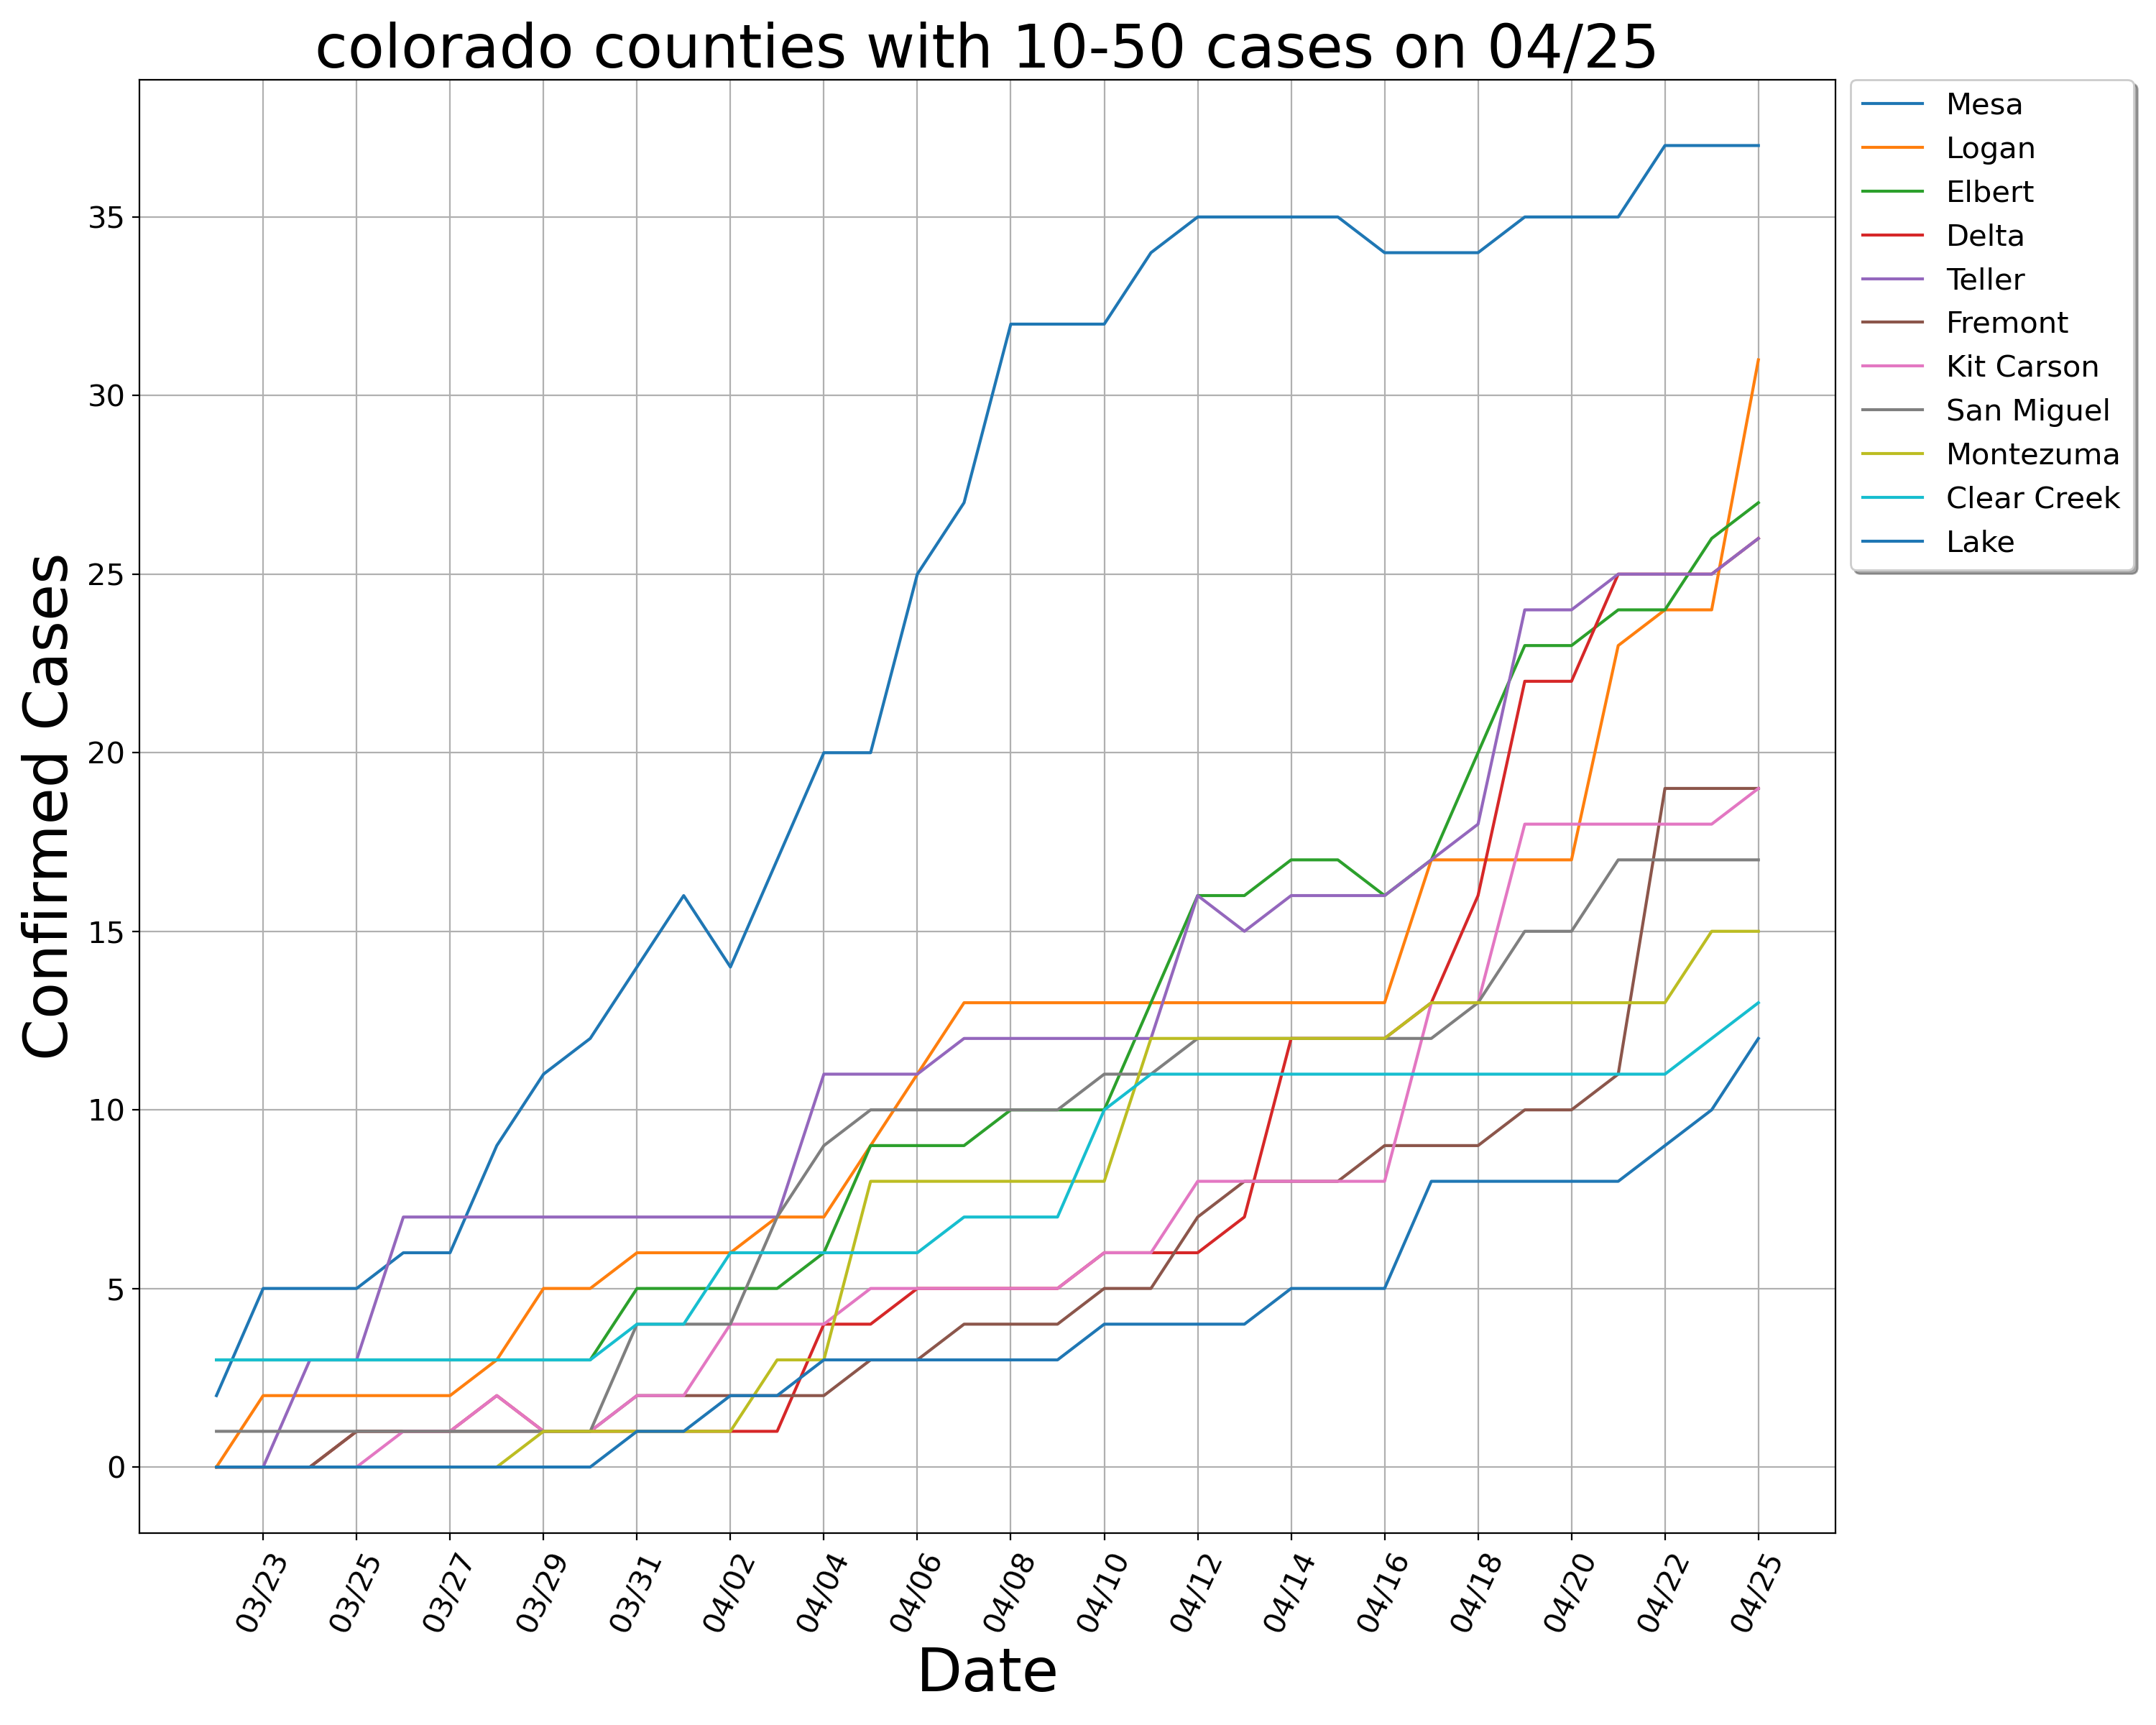 colorado counties with 10-50 cases on 04/25
Mesa
Logan
Elbert
Delta
Teller
Fremont
Kit Carson
San Miguel
Montezuma
Clear Creek
Lake
Confirmed Cases
35
30
25
20
15
10
5
0
03/23
03/25
03/27
03/29
03/31
04/02
04/04
04/06
04/08
04/10
04/12
04/14
04/16
04/18
04/20
04/22
04/25
Date